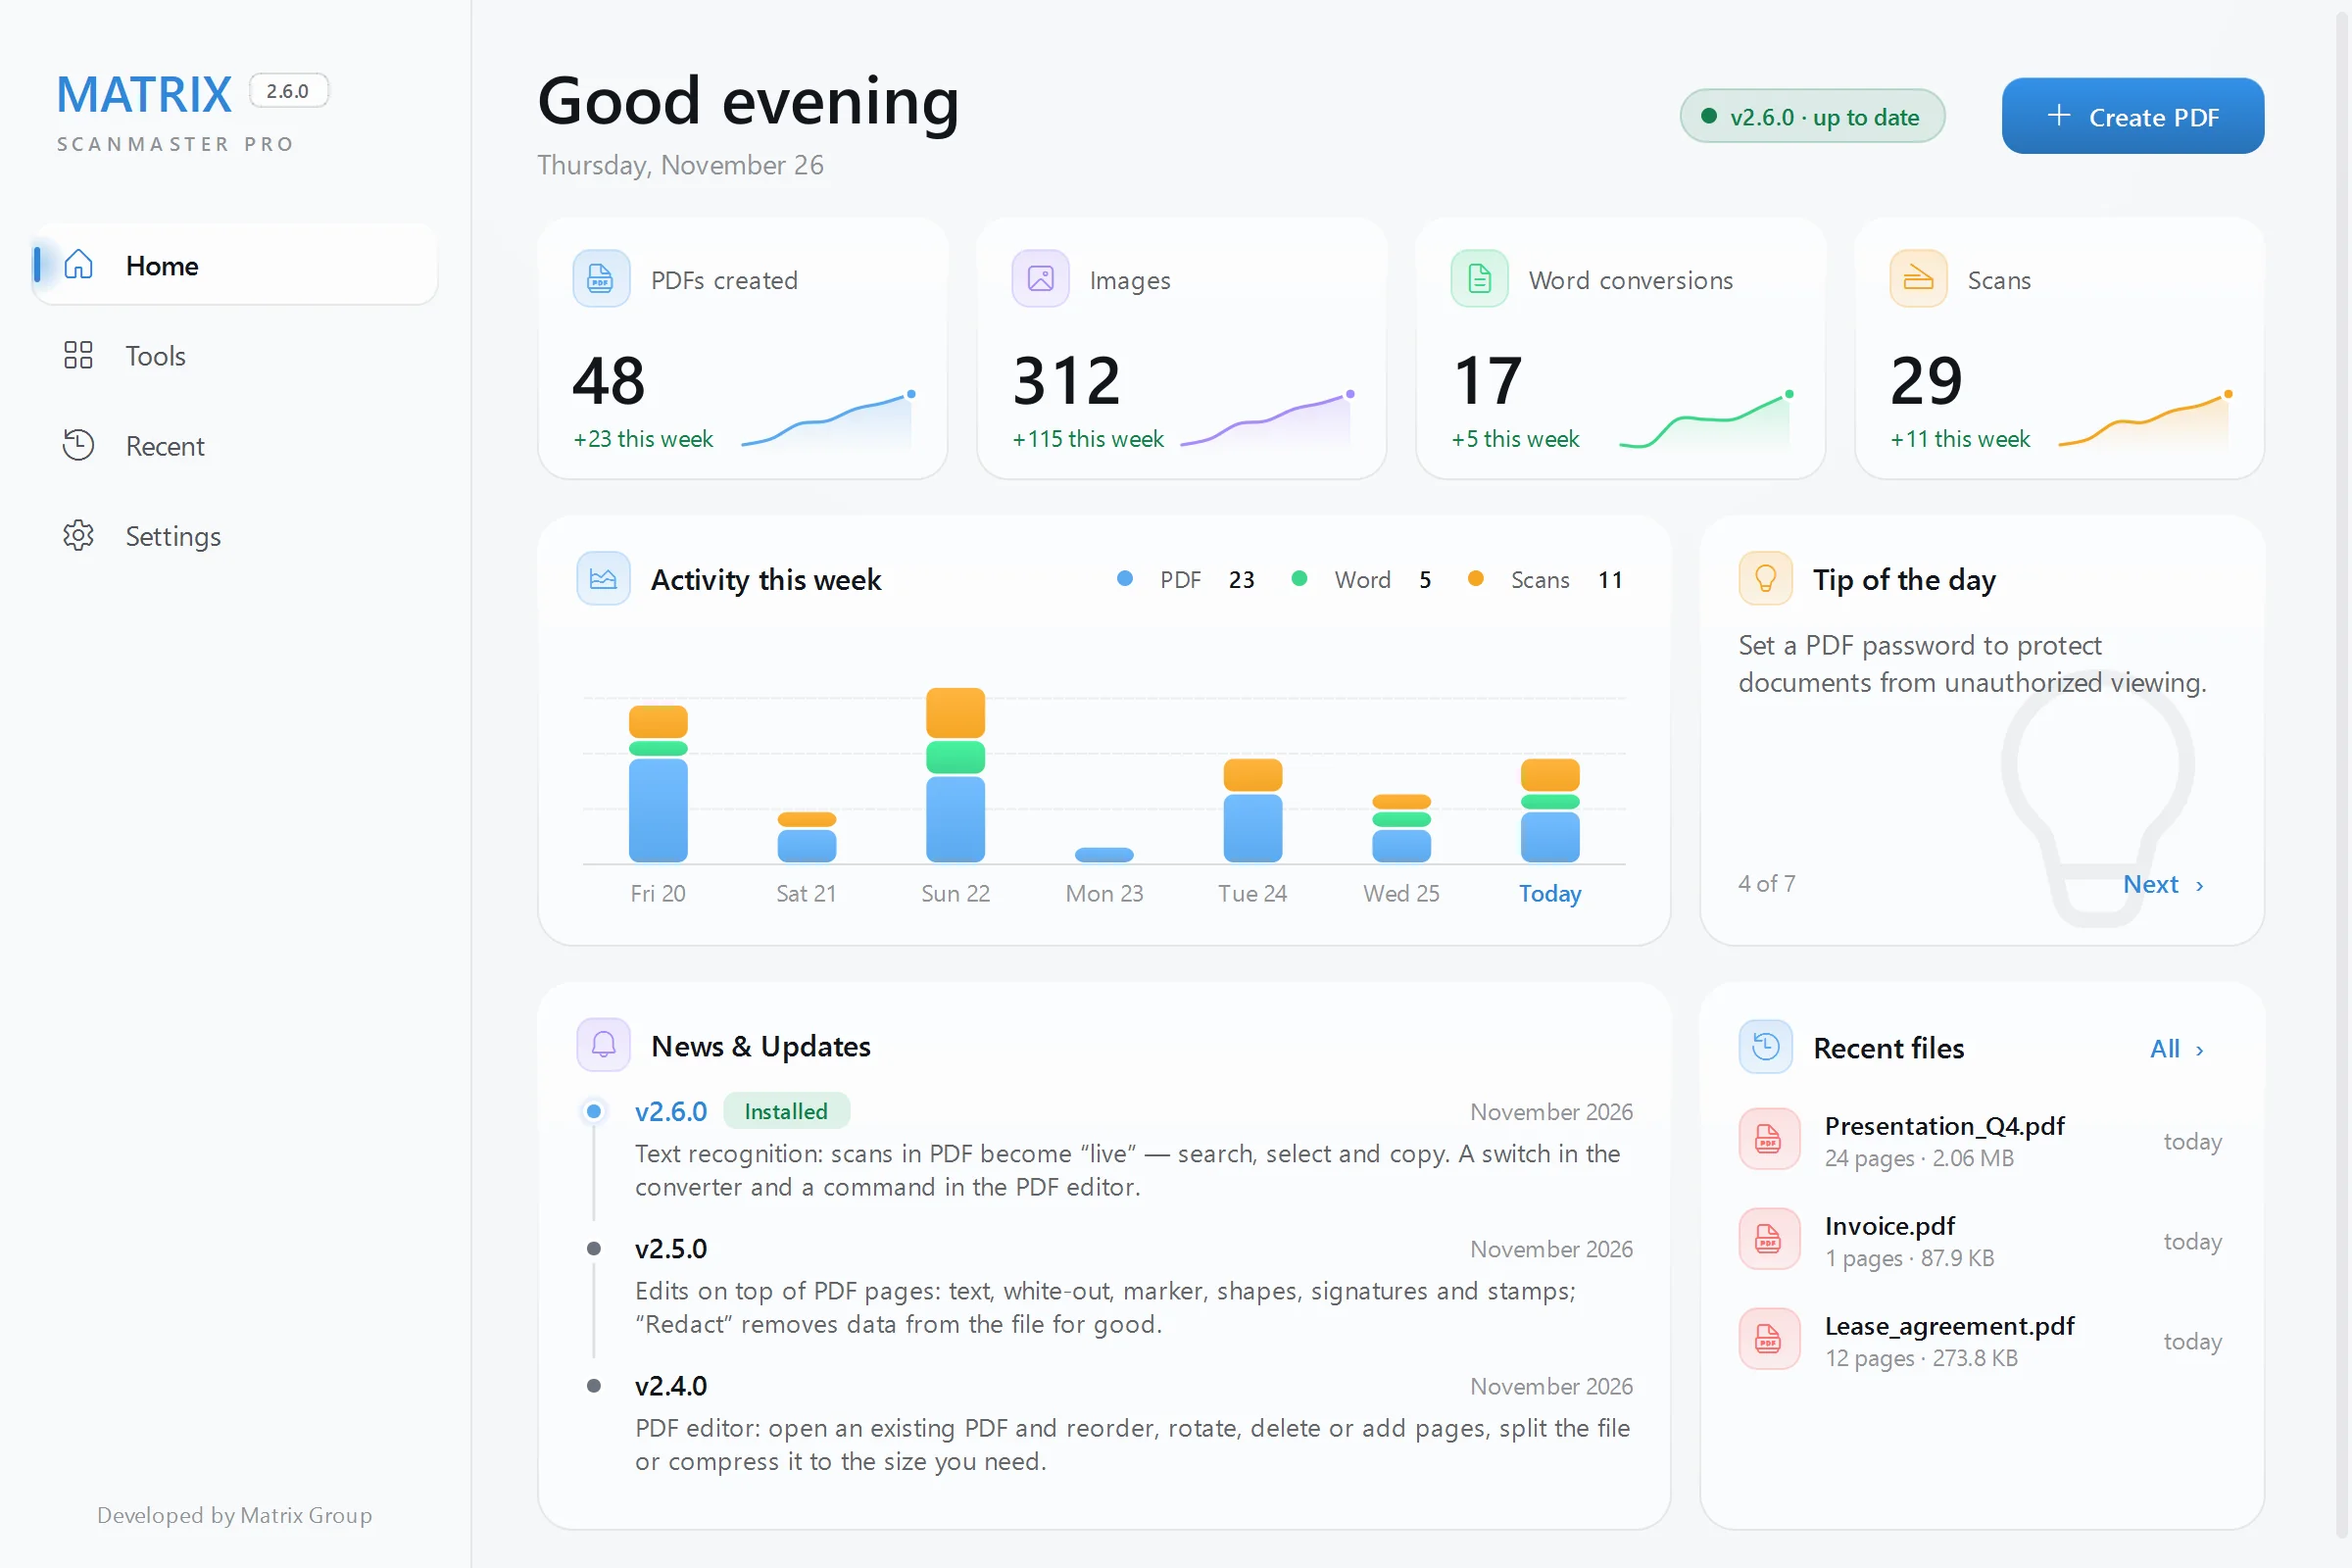 MATRIX 2.6.0
SCANMASTER PRO
Home
Tools
Recent
Settings
Developed by Matrix Group
Good evening
Thursday, November 26
v2.6.0 · up to date
Create PDF
PDFs created
48
+23 this week
Images
312
+115 this week
Word conversions
17
+5 this week
Scans
29
+11 this week
Activity this week
PDF 23 Word 5 Scans 11
Fri 20 Sat 21 Sun 22 Mon 23 Tue 24 Wed 25 Today
Tip of the day
Set a PDF password to protect
documents from unauthorized viewing.
4 of 7 Next ›
News & Updates
v2.6.0 Installed November 2026
Text recognition: scans in PDF become “live” — search, select and copy. A switch in the
converter and a command in the PDF editor.
v2.5.0 November 2026
Edits on top of PDF pages: text, white-out, marker, shapes, signatures and stamps;
“Redact” removes data from the file for good.
v2.4.0 November 2026
PDF editor: open an existing PDF and reorder, rotate, delete or add pages, split the file
or compress it to the size you need.
Recent files All ›
Presentation_Q4.pdf
24 pages · 2.06 MB
today
Invoice.pdf
1 pages · 87.9 KB
today
Lease_agreement.pdf
12 pages · 273.8 KB
today